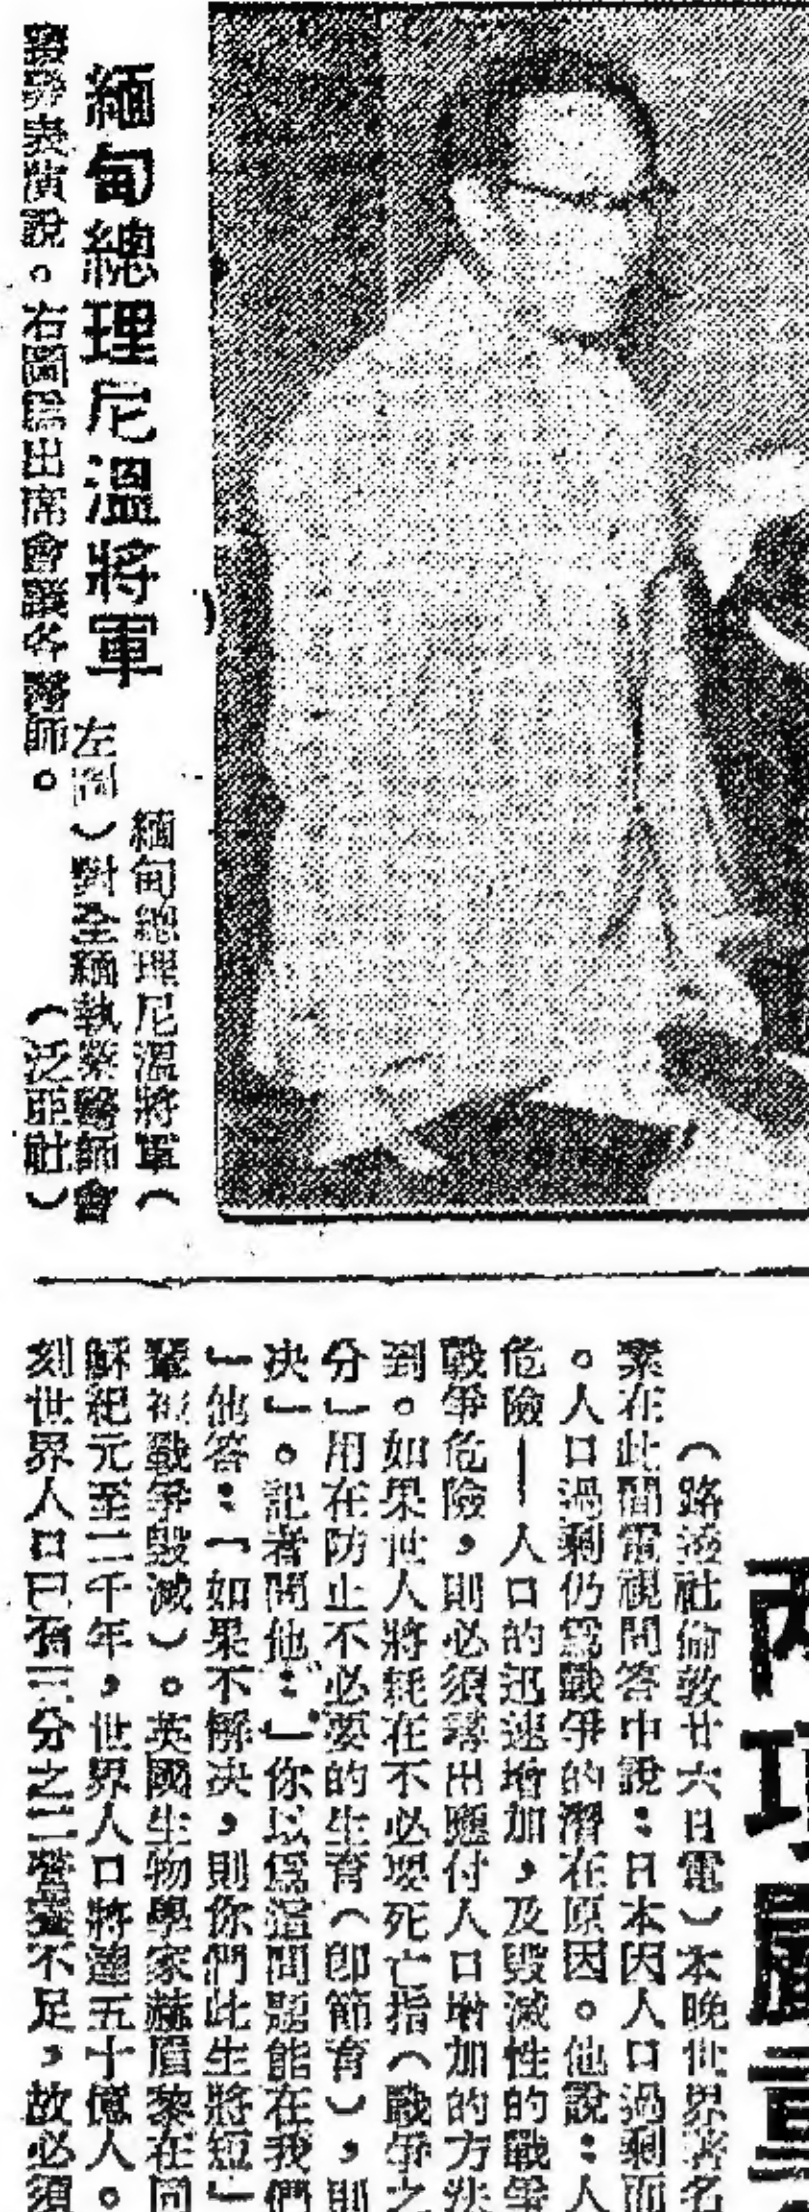 緬甸總理尼溫將軍
緬甸總理尼溫將軍(
左圖)對全緬執業醫師會
發表演說。右圖爲出席會議各醫師。 (泛亞社)
兩項嚴重
(路透社倫敦廿六日電)本晚世界著名
在此間電視問答中說:日本因人口過剩而
。人口過剩仍爲戰爭的潛在原因。他說:人
危險—人口的迅速增加,及毀滅性的戰爭
戰爭危險,則必須尋出應付人口增加的方法
到。如果世人將耗在不必要死亡指(戰爭之
分」用在防止不必要的生育(卽節育),則
決」。記者問他:」你以爲這問題能在我們
」他答:「如果不解決,則你們此生將短」
戰爭毀滅)。英國生物學家赫胥黎在同
穌紀元至二千年,世界人口將達五十億人。
刻世界人口已有三分之二營養不足,故必須